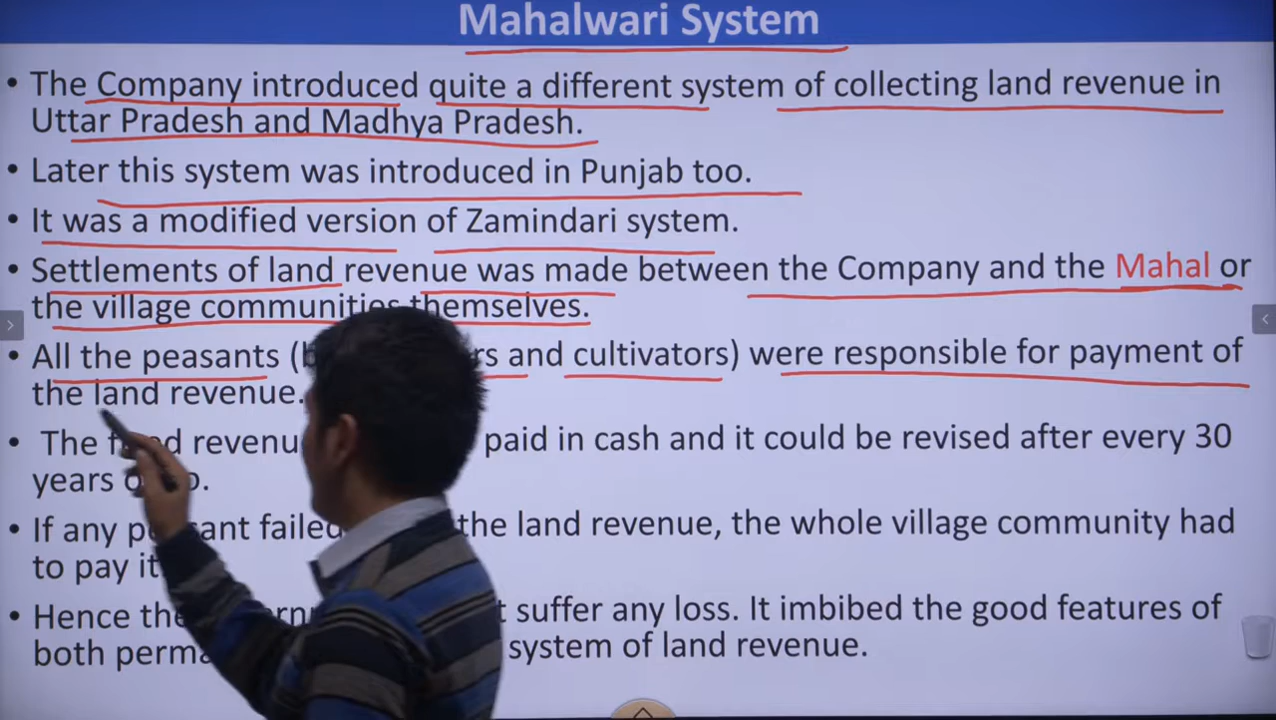 Mahalwari System
• The Company introduced quite a different system of collecting land revenue in
Uttar Pradesh and Madhya Pradesh.
• Later this system was introduced in Punjab too.
• It was a modified version of Zamindari system.
• Settlements of land revenue was made between the Company and the Mahal or
the village communities themselves.
• All the peasants ( and cultivators) were responsible for payment of
the land revenue.
• The revenue paid in cash and it could be revised after every 30
years
• If any peasant failed the land revenue, the whole village community had
to pay it
• Hence the suffer any loss. It imbibed the good features of
both system of land revenue.